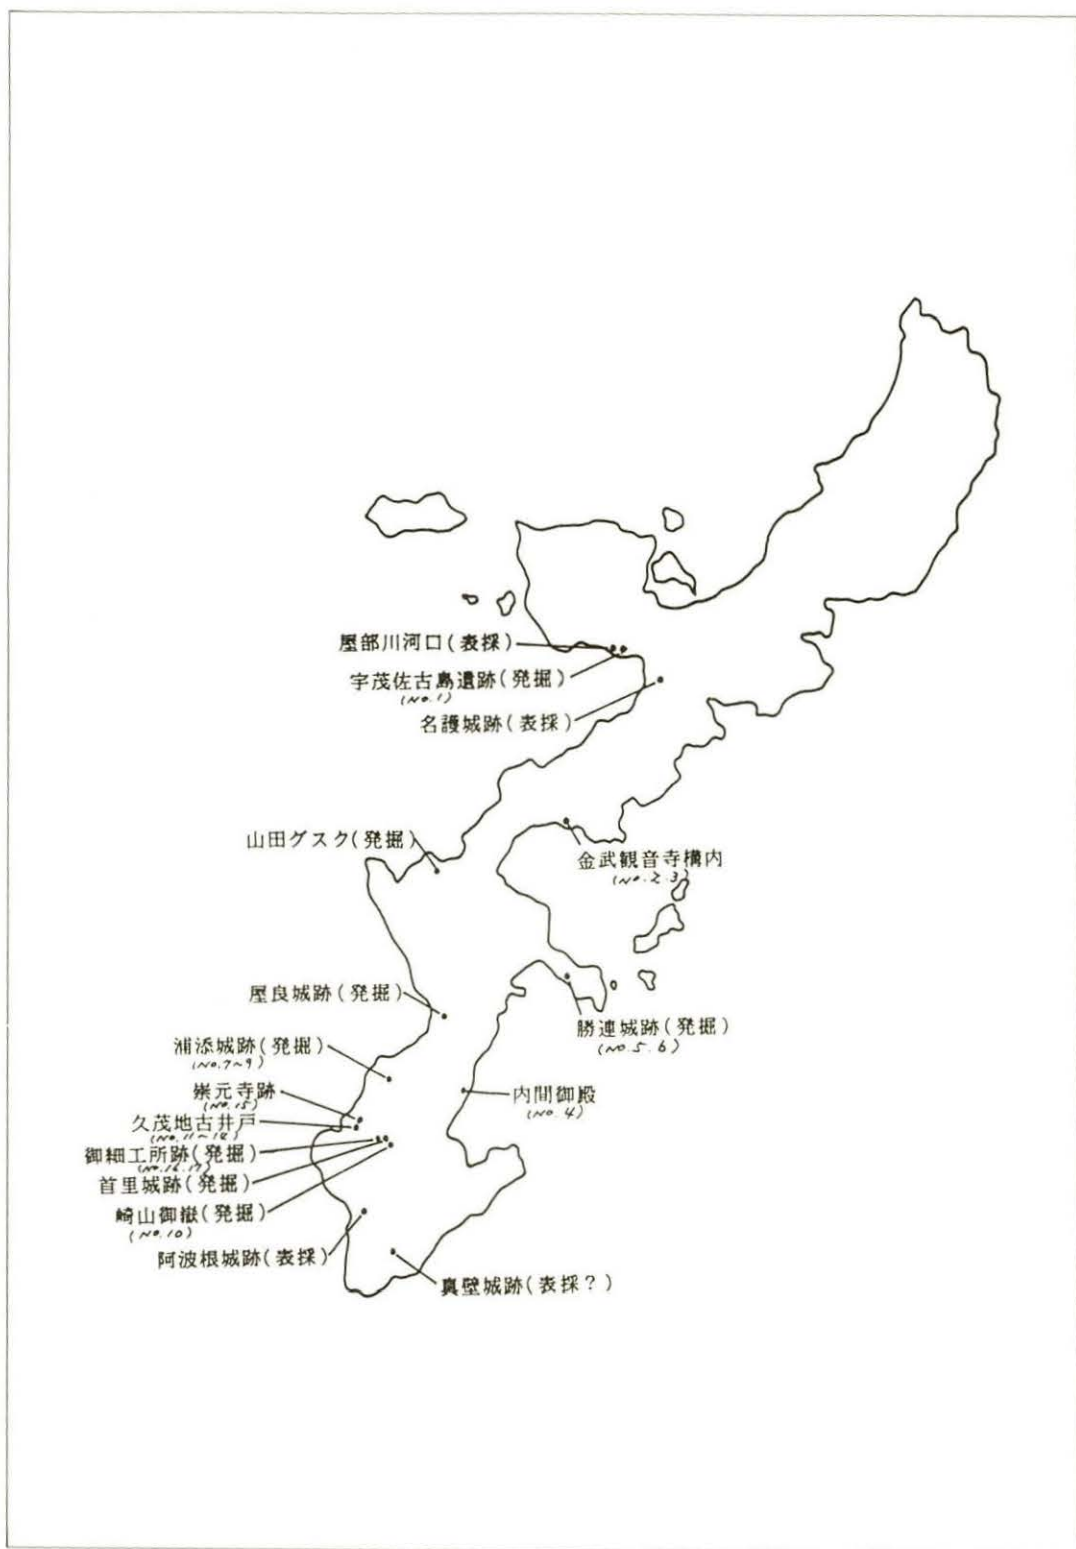 屋部川河口(表採)
宇茂佐古島遺跡(発掘)
(No.1)
名護城跡(表採)
山田グスク(発掘)
金武観音寺構内
(No.2.3)
屋良城跡(発掘)
勝連城跡(発掘)
(No.5.6)
浦添城跡(発掘)
(No.7~9)
内間御殿
(No.4)
崇元寺跡
(No.15)
久茂地古井戸
御細工所跡(発掘)
(No.16.17)
首里城跡(発掘)
崎山御嶽(発掘)
(No.10)
阿波根城跡(表採)
真壁城跡(表採?)